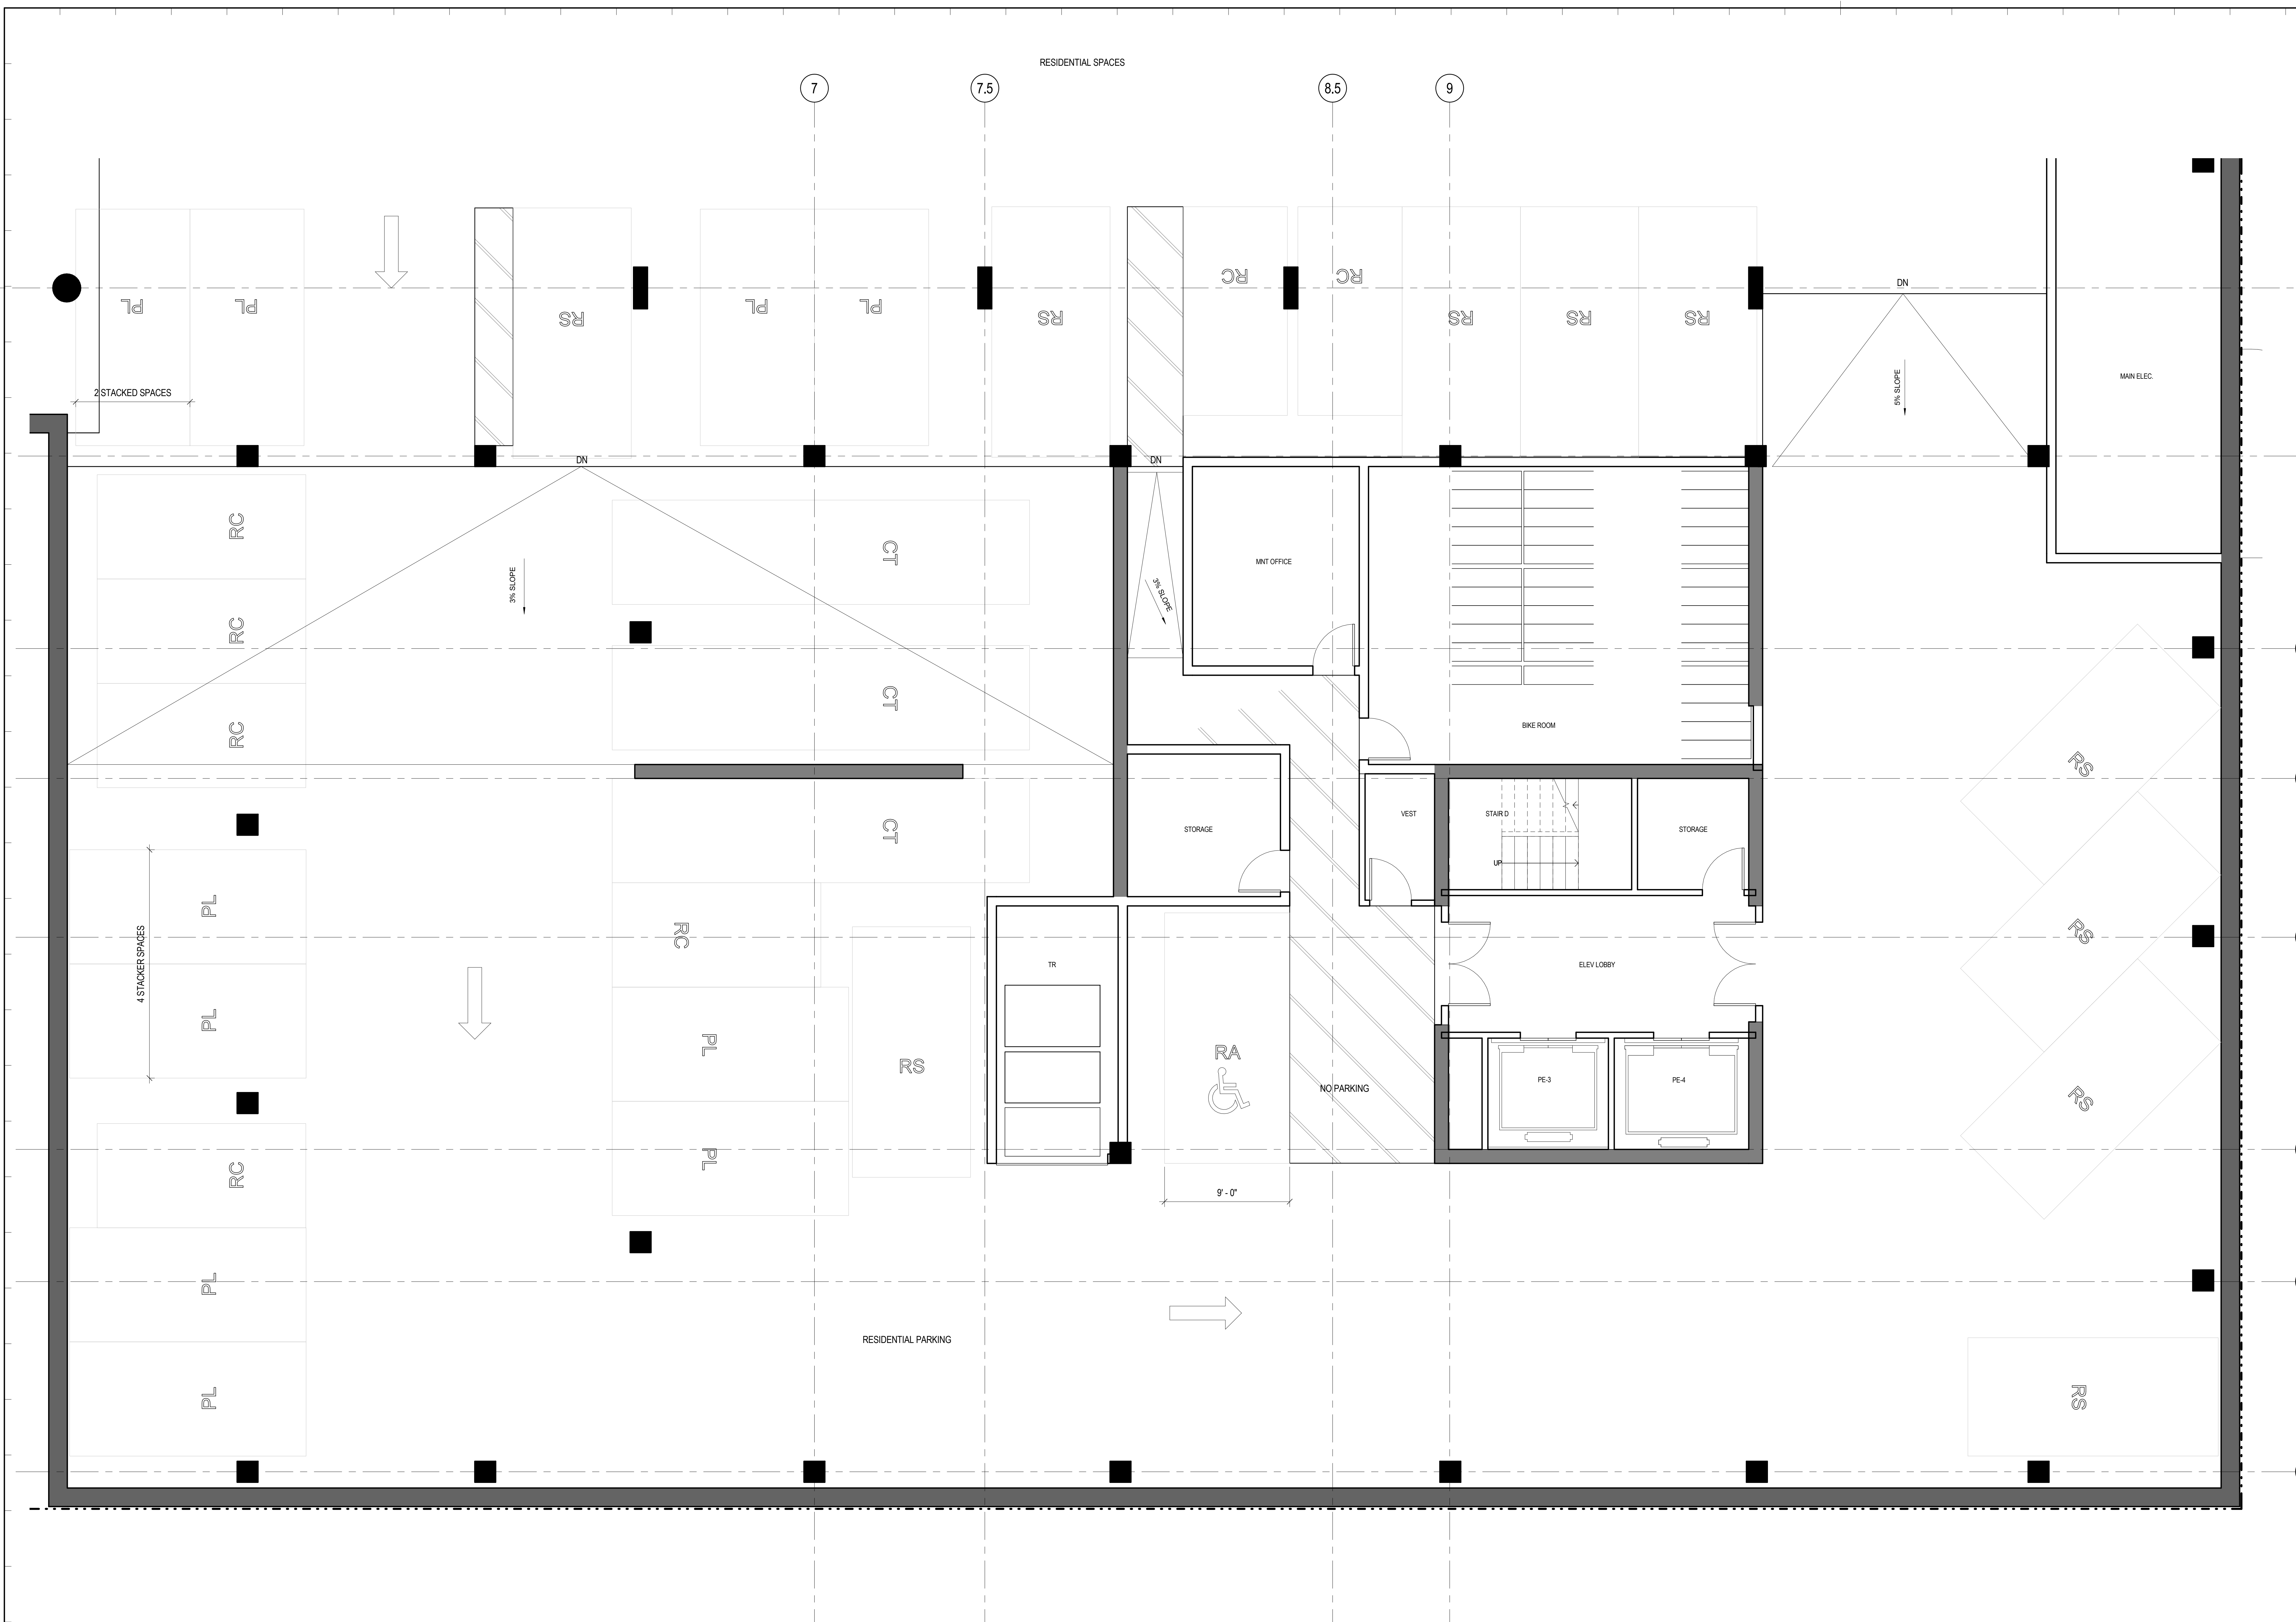 RESIDENTIAL SPACES
7
7.5
8.5
9
PL
PL
RS
PL
PL
RS
RC
RC
RS
RS
RS
DN
2 STACKED SPACES
5% SLOPE
MAIN ELEC.
DN
DN
RC
CT
3% SLOPE
3% SLOPE
MNT OFFICE
RC
CT
RC
BIKE ROOM
RS
CT
STORAGE
VEST
STAIR D
STORAGE
UP
PL
RC
RS
4 STACKER SPACES
TR
ELEV LOBBY
PL
PL
RS
RA
NO PARKING
PE-3
PE-4
RS
RC
PL
9' - 0"
PL
RESIDENTIAL PARKING
PL
RS